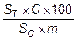 S_T × C × 100
S_C × m